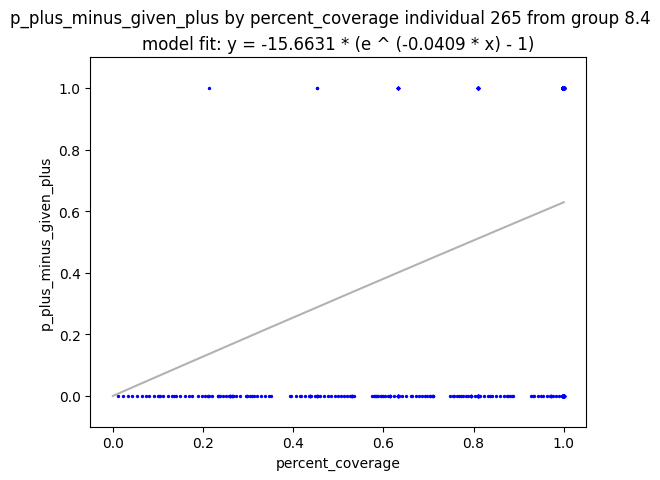 p_plus_minus_given_plus by percent_coverage individual 265 from group 8.4
model fit: y = -15.6631 * (e ^ (-0.0409 * x) - 1)
1.0
0.8
0.6
0.4
0.2
0.0
p_plus_minus_given_plus
0.0 0.2 0.4 0.6 0.8 1.0
percent_coverage